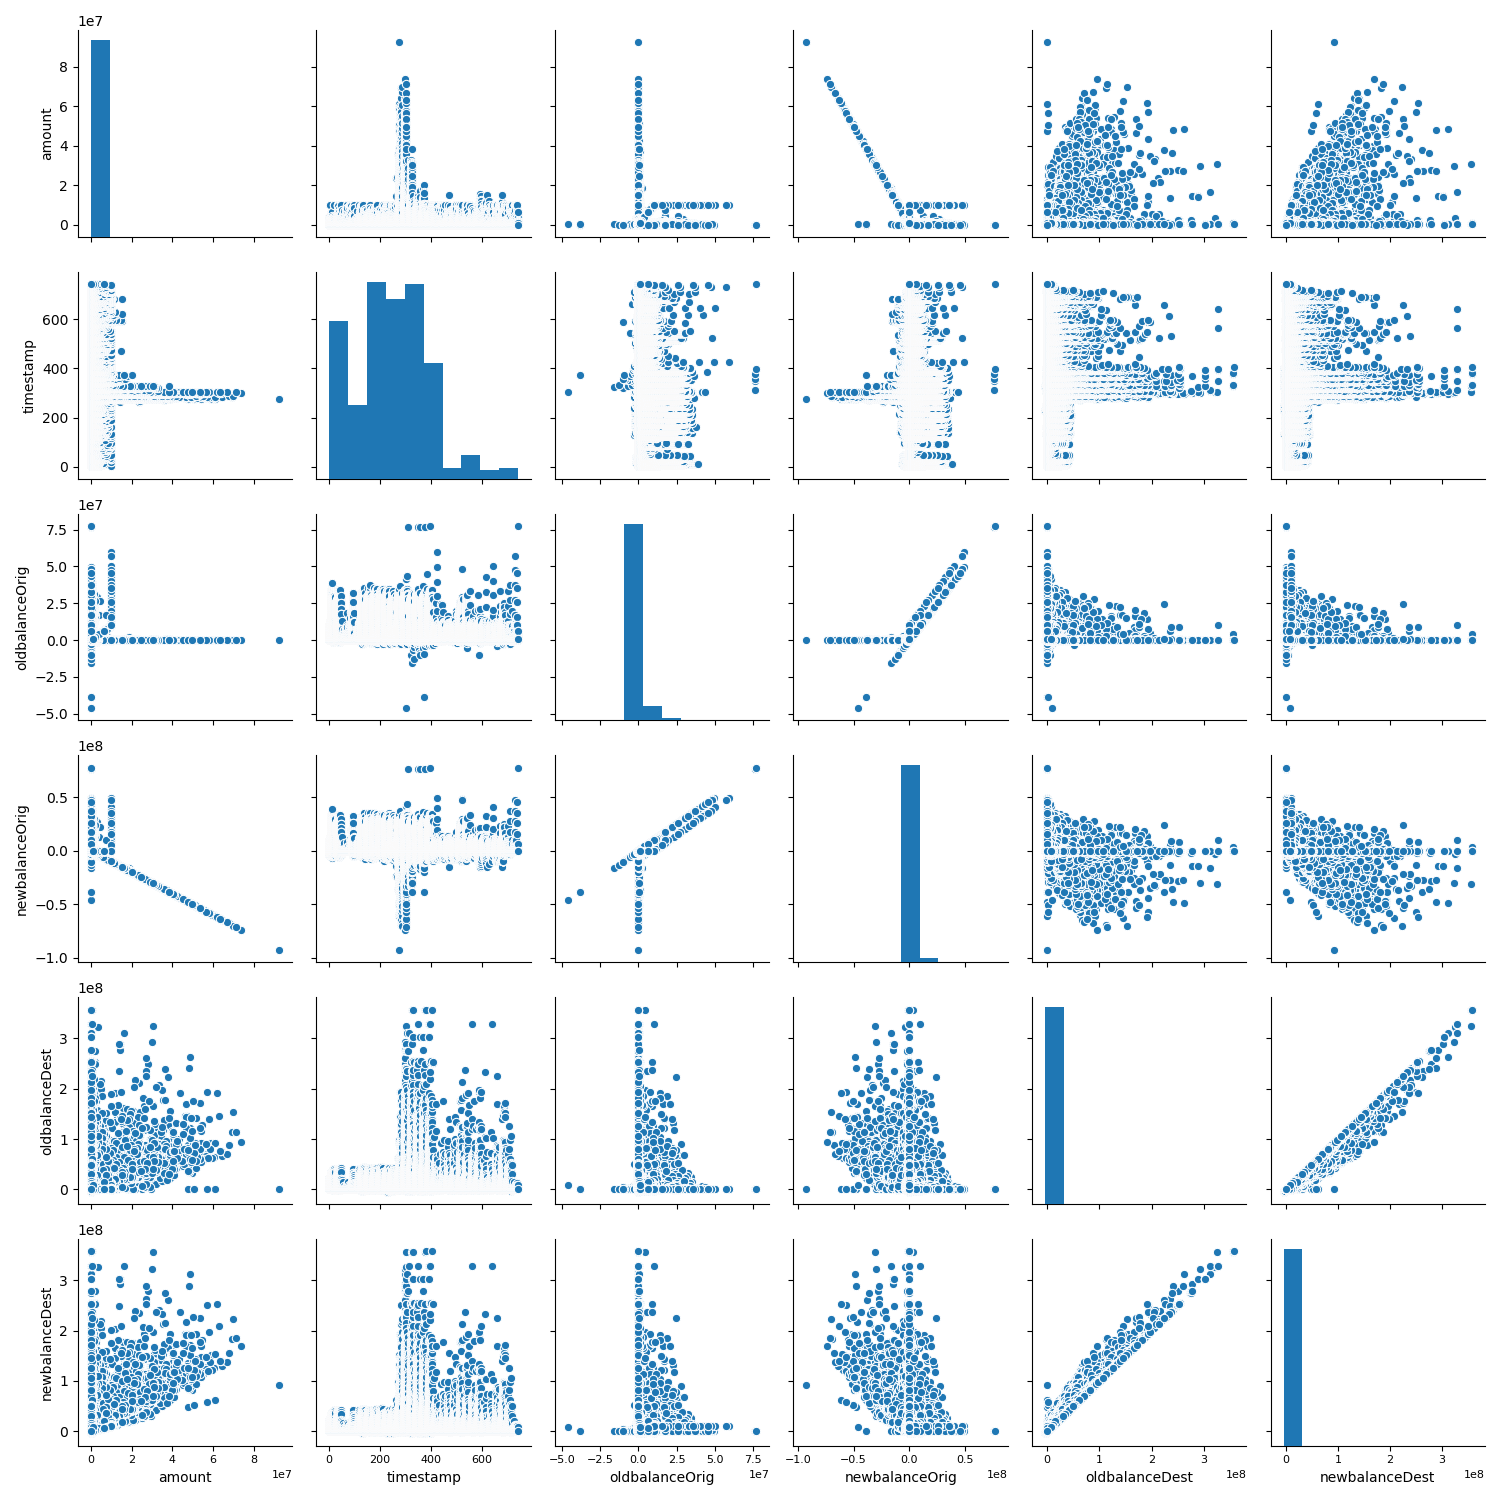 1e7
8
6
4
2
0
amount
600
400
200
0
timestamp
1e7
7.5
5.0
2.5
0.0
−2.5
−5.0
oldbalanceOrig
1e8
0.5
0.0
−0.5
−1.0
newbalanceOrig
1e8
3
2
1
0
oldbalanceDest
1e8
3
2
1
0
newbalanceDest
0 2 4 6 8 1e7
amount
0 200 400 600
timestamp
−5.0 −2.5 0.0 2.5 5.0 7.5 1e7
oldbalanceOrig
−1.0 −0.5 0.0 0.5 1e8
newbalanceOrig
0 1 2 3 1e8
oldbalanceDest
0 1 2 3 1e8
newbalanceDest